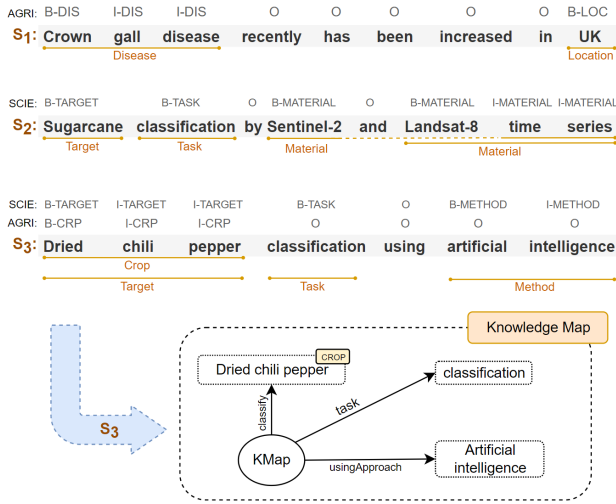 AGRI: B-DIS I-DIS I-DIS O O O O O B-LOC
S1: Crown gall disease recently has been increased in UK
Disease Location
SCIE: B-TARGET B-TASK O B-MATERIAL O B-MATERIAL I-MATERIAL I-MATERIAL
S2: Sugarcane classification by Sentinel-2 and Landsat-8 time series
Target Task Material Material
SCIE: B-TARGET I-TARGET I-TARGET B-TASK O B-METHOD I-METHOD
AGRI: B-CRP I-CRP I-CRP O O O O
S3: Dried chili pepper classification using artificial intelligence
Crop
Target Task Method
Knowledge Map
CROP
Dried chili pepper
classification
classify
task
S3
KMap
usingApproach
Artificial
intelligence